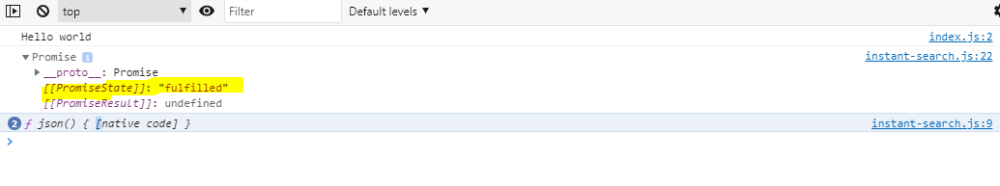 top ▼ Filter Default levels ▼
Hello world index.js:2
▼Promise i instant-search.js:22
▶__proto__: Promise
[[PromiseState]]: "fulfilled"
[[PromiseResult]]: undefined
2 ƒ json() { [native code] } instant-search.js:9
>